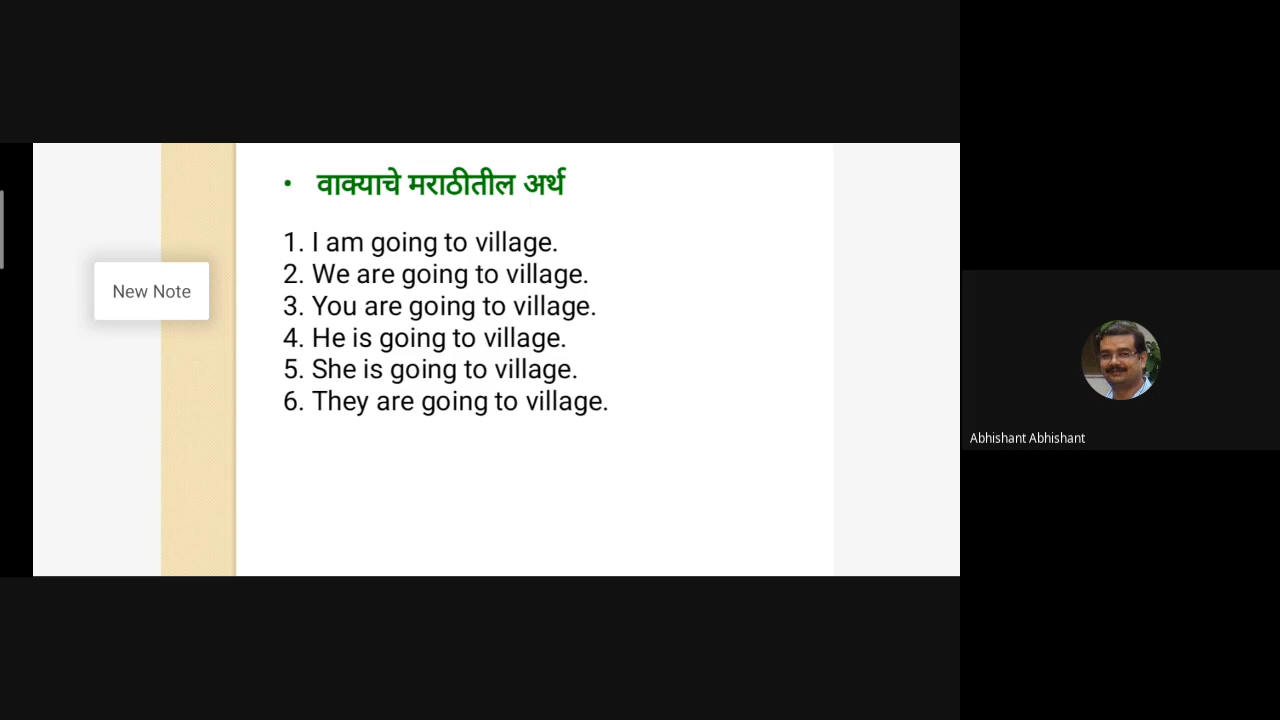 • वाक्याचे मराठीतील अर्थ
1. I am going to village.
2. We are going to village.
New Note
3. You are going to village.
4. He is going to village.
5. She is going to village.
6. They are going to village.
Abhishant Abhishant